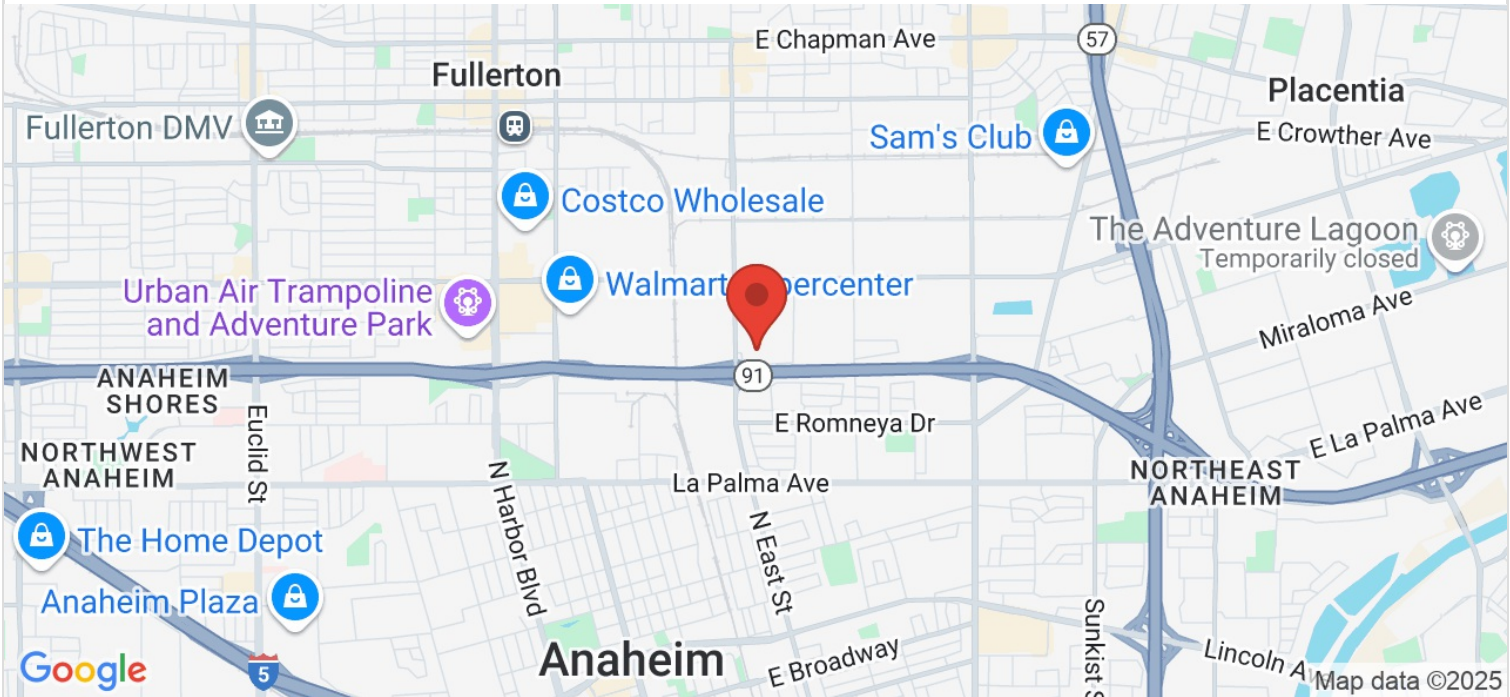 E Chapman Ave
57
Fullerton
Placentia
Fullerton DMV
Sam's Club
E Crowther Ave
Costco Wholesale
The Adventure Lagoon
Temporarily closed
Urban Air Trampoline
and Adventure Park
Walmart
percenter
Miraloma Ave
91
ANAHEIM
SHORES
Euclid St
E Romneya Dr
E La Palma Ave
NORTHWEST
ANAHEIM
N Harbor Blvd
La Palma Ave
NORTHEAST
ANAHEIM
N East St
The Home Depot
Anaheim Plaza
Sunkist S
Anaheim
E Broadway
Lincoln A
Google
5
Map data ©2025